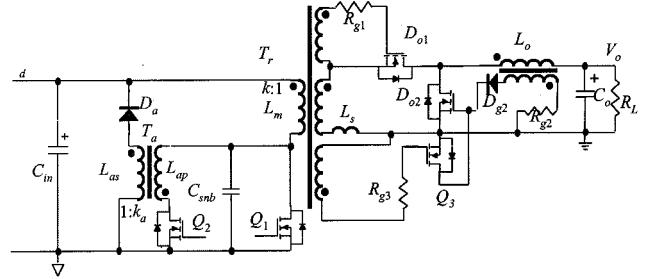 R_g1
D_o1
L_o
V_o
T_r
d
k:1
D_o2
D_g2
+
C_o
R_L
D_a
L_m
L_s
R_g2
T_a
+
C_in
L_as
L_ap
C_snb
R_g3
Q_3
1:k_a
Q_2
Q_1